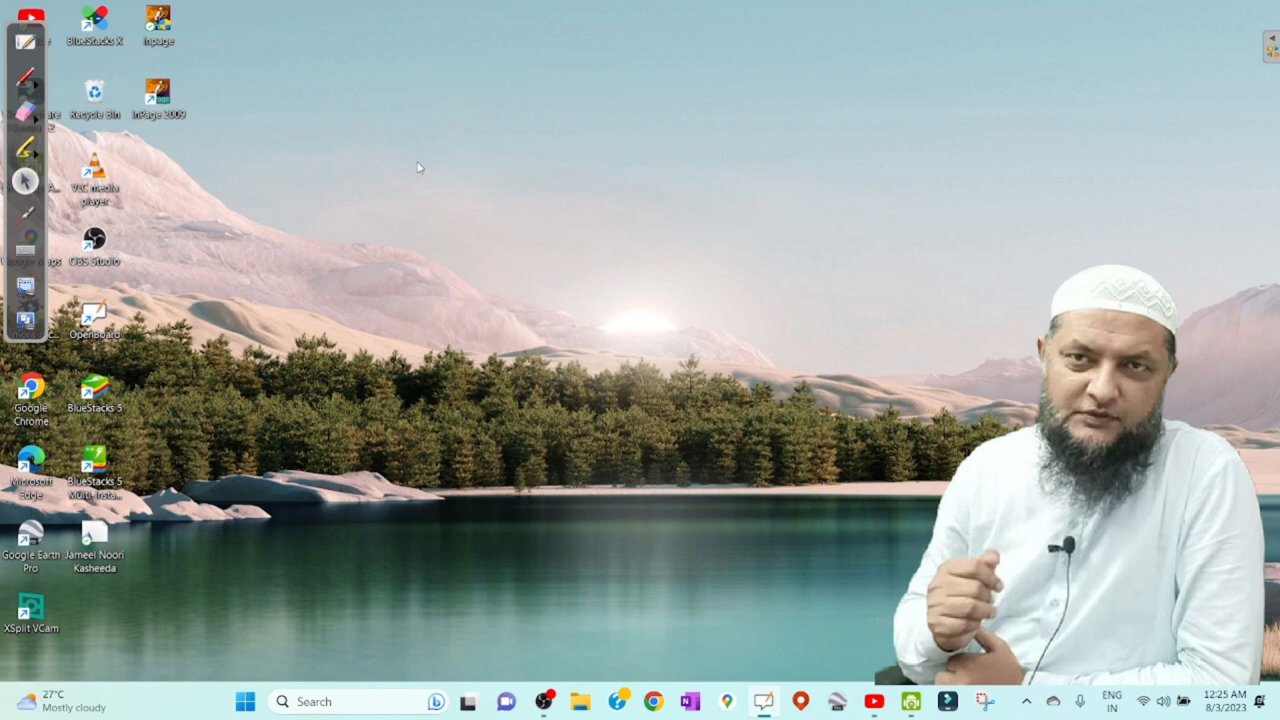 BlueStacks X
Inpage
Recycle Bin
InPage 2009
VLC media
player
OBS Studio
OpenBoard
Google
Chrome
BlueStacks 5
Microsoft
Edge
BlueStacks 5
Multi-Insta...
Google Earth
Pro
Jameel Noori
Kasheeda
XSplit VCam
27°C
Mostly cloudy
Search
ENG
IN
12:25 AM
8/3/2023